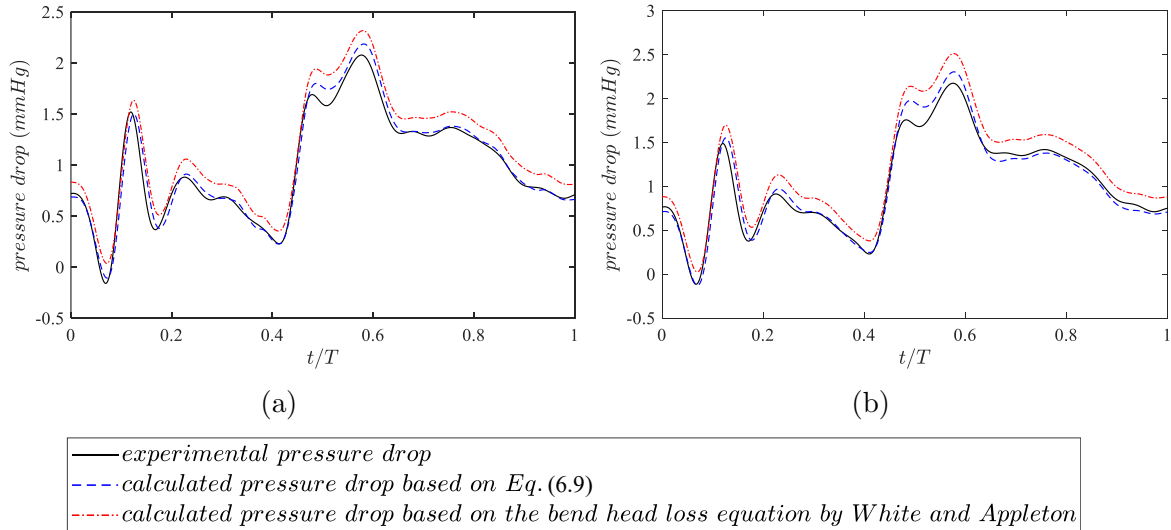 2.5
2
1.5
1
0.5
0
-0.5
pressure drop (mmHg)
0 0.2 0.4 0.6 0.8 1
t/T
(a)
3
2.5
2
1.5
1
0.5
0
-0.5
pressure drop (mmHg)
0 0.2 0.4 0.6 0.8 1
t/T
(b)
experimental pressure drop
calculated pressure drop based on Eq. (6.9)
calculated pressure drop based on the bend head loss equation by White and Appleton